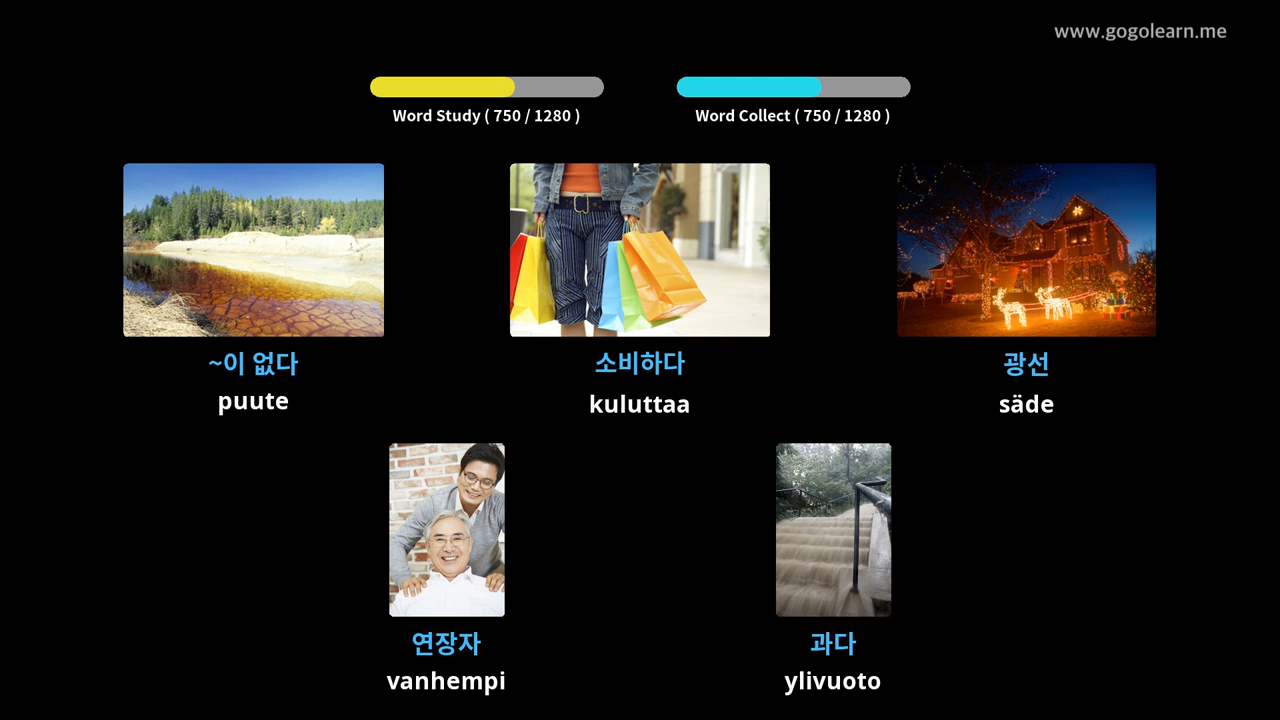 www.gogolearn.me
Word Study ( 750 / 1280 )
Word Collect ( 750 / 1280 )
~이 없다
puute
소비하다
kuluttaa
광선
säde
연장자
vanhempi
과다
ylivuoto